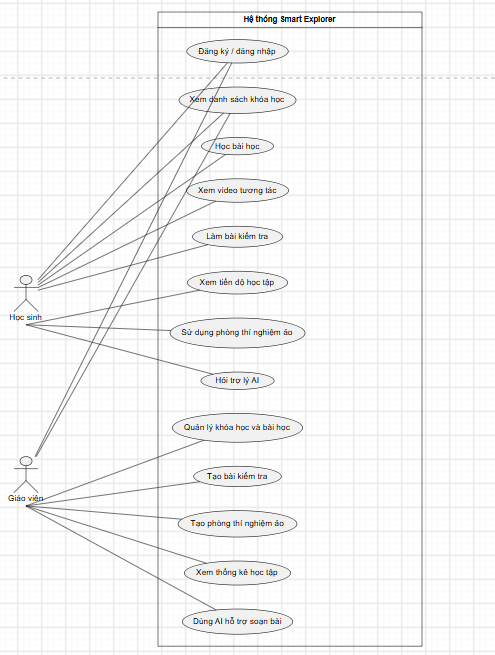 Hệ thống Smart Explorer
Đăng ký / đăng nhập
Xem danh sách khóa học
Học bài học
Xem video tương tác
Làm bài kiểm tra
Xem tiến độ học tập
Học sinh
Sử dụng phòng thí nghiệm ảo
Hỏi trợ lý AI
Quản lý khóa học và bài học
Tạo bài kiểm tra
Giáo viên
Tạo phòng thí nghiệm ảo
Xem thống kê học tập
Dùng AI hỗ trợ soạn bài